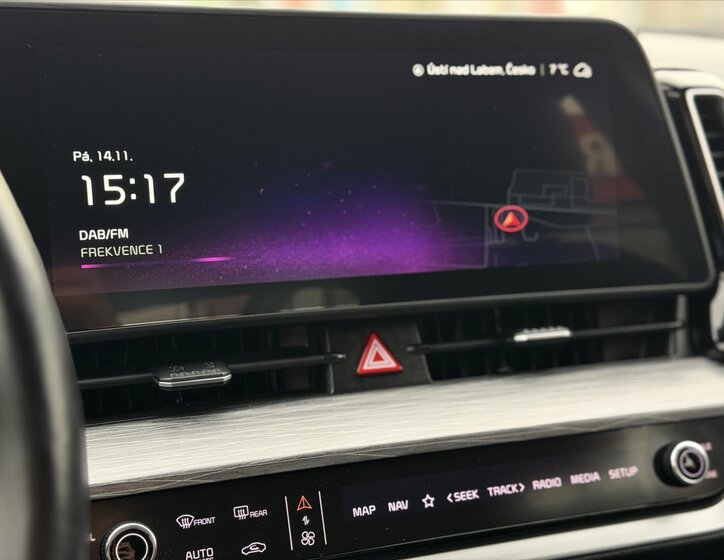 Ústí nad Labem, Česko | 7°C
Pá, 14.11.
15:17
DAB/FM
FREKVENCE 1
MAP NAV ☆ <SEEK TRACK> RADIO MEDIA SETUP
FRONT REAR
AUTO